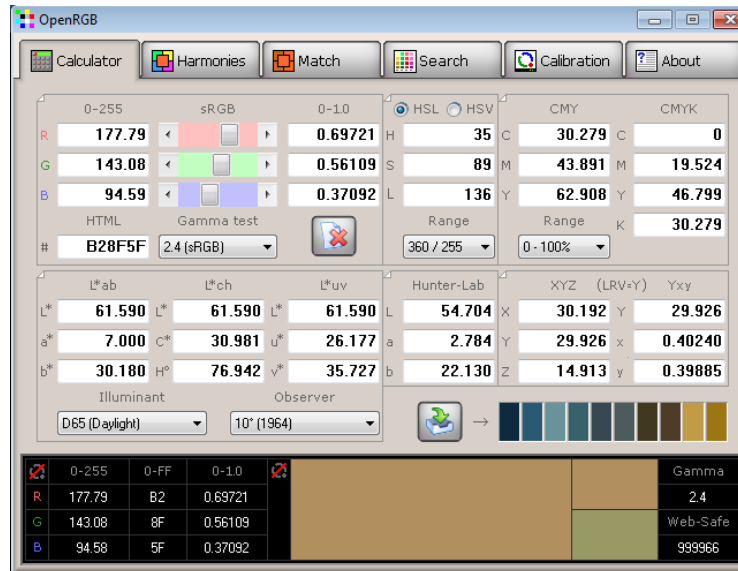 OpenRGB
Calculator Harmonies Match Search Calibration About
0-255 sRGB 0-1.0 HSL HSV CMY CMYK
R 177.79 0.69721 H 35 C 30.279 C 0
G 143.08 0.56109 S 89 M 43.891 M 19.524
B 94.59 0.37092 L 136 Y 62.908 Y 46.799
HTML Gamma test Range Range K 30.279
# B28F5F 2.4 (sRGB) 360 / 255 0 - 100%
L*ab L*ch L*uv Hunter-Lab XYZ (LRV=Y) Yxy
L* 61.590 L* 61.590 L* 61.590 L 54.704 X 30.192 Y 29.926
a* 7.000 C* 30.981 u* 26.177 a 2.784 Y 29.926 x 0.40240
b* 30.180 H° 76.942 v* 35.727 b 22.130 Z 14.913 y 0.39885
Illuminant Observer
D65 (Daylight) 10° (1964) →
0-255 0-FF 0-1.0 Gamma
R 177.79 B2 0.69721 2.4
G 143.08 8F 0.56109 Web-Safe
B 94.58 5F 0.37092 999966